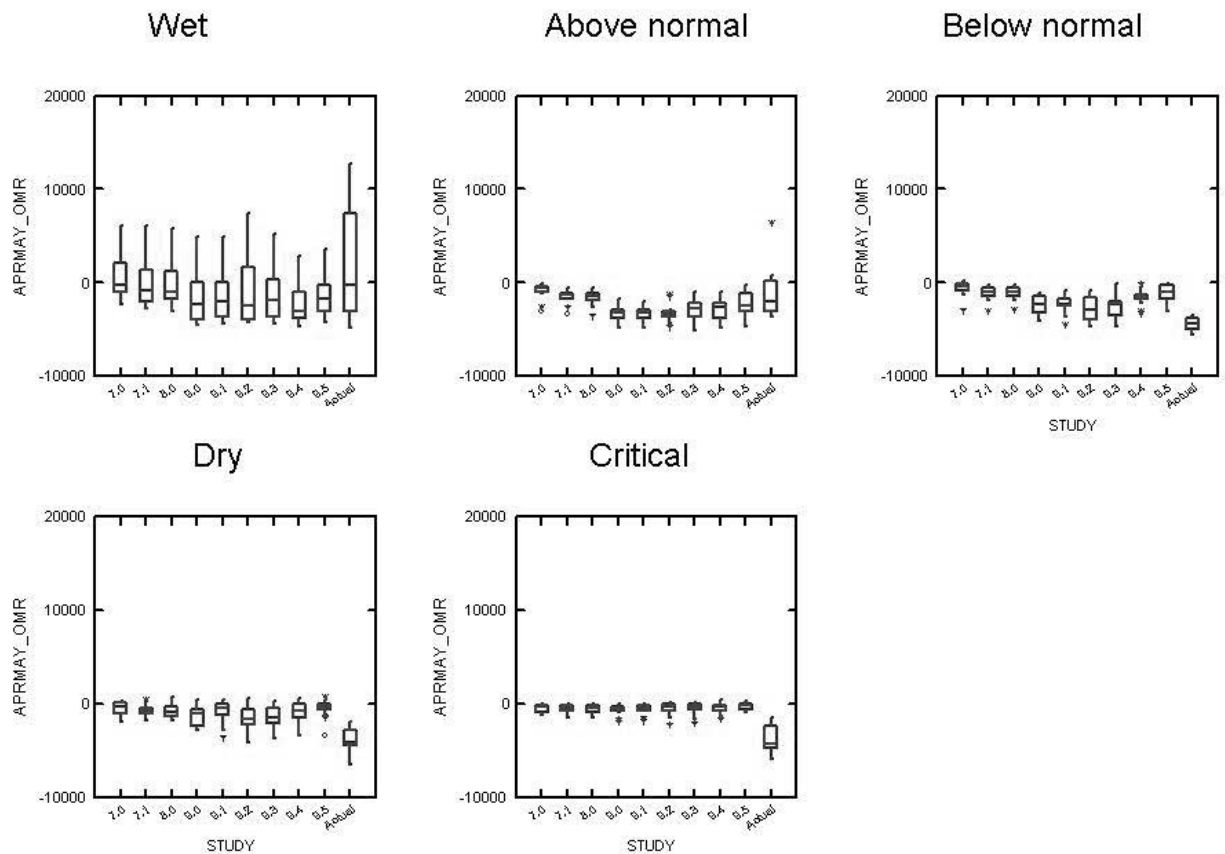 Wet
Above normal
Below normal
20000
10000
0
-10000
APRMAY_OMR
7.0 7.1 8.0 9.0 9.1 9.2 9.3 9.4 9.5 Actual
20000
10000
0
-10000
APRMAY_OMR
7.0 7.1 8.0 9.0 9.1 9.2 9.3 9.4 9.5 Actual
20000
10000
0
-10000
APRMAY_OMR
7.0 7.1 8.0 9.0 9.1 9.2 9.3 9.4 9.5 Actual
STUDY
Dry
Critical
20000
10000
0
-10000
APRMAY_OMR
7.0 7.1 8.0 9.0 9.1 9.2 9.3 9.4 9.5 Actual
STUDY
20000
10000
0
-10000
APRMAY_OMR
7.0 7.1 8.0 9.0 9.1 9.2 9.3 9.4 9.5 Actual
STUDY